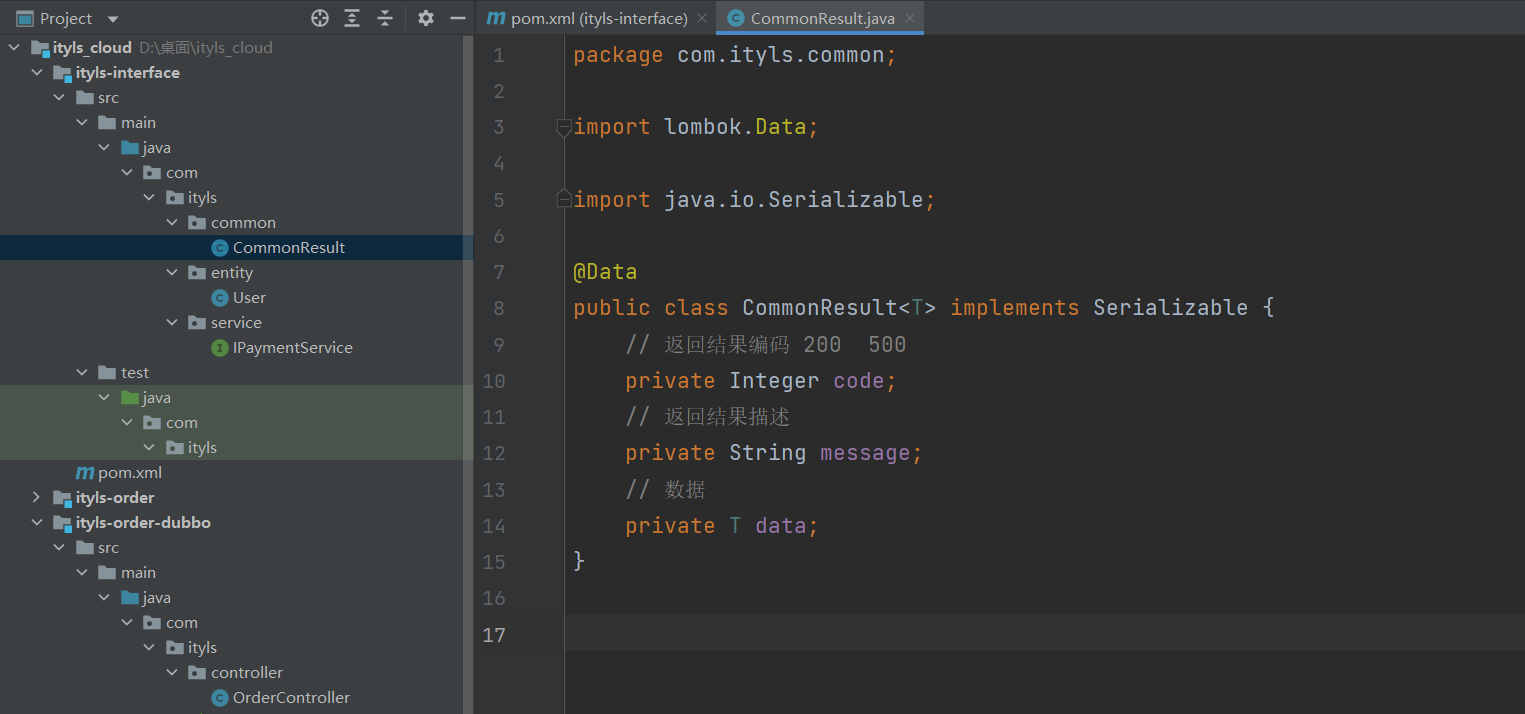 Project
ityls_cloud D:\桌面\ityls_cloud
ityls-interface
src
main
java
com
ityls
common
CommonResult
entity
User
service
IPaymentService
test
java
com
ityls
pom.xml
ityls-order
ityls-order-dubbo
src
main
java
com
ityls
controller
OrderController
pom.xml (ityls-interface)
CommonResult.java
1 package com.ityls.common;
2
3 import lombok.Data;
4
5 import java.io.Serializable;
6
7 @Data
8 public class CommonResult<T> implements Serializable {
9 // 返回结果编码 200  500
10 private Integer code;
11 // 返回结果描述
12 private String message;
13 // 数据
14 private T data;
15 }
16
17